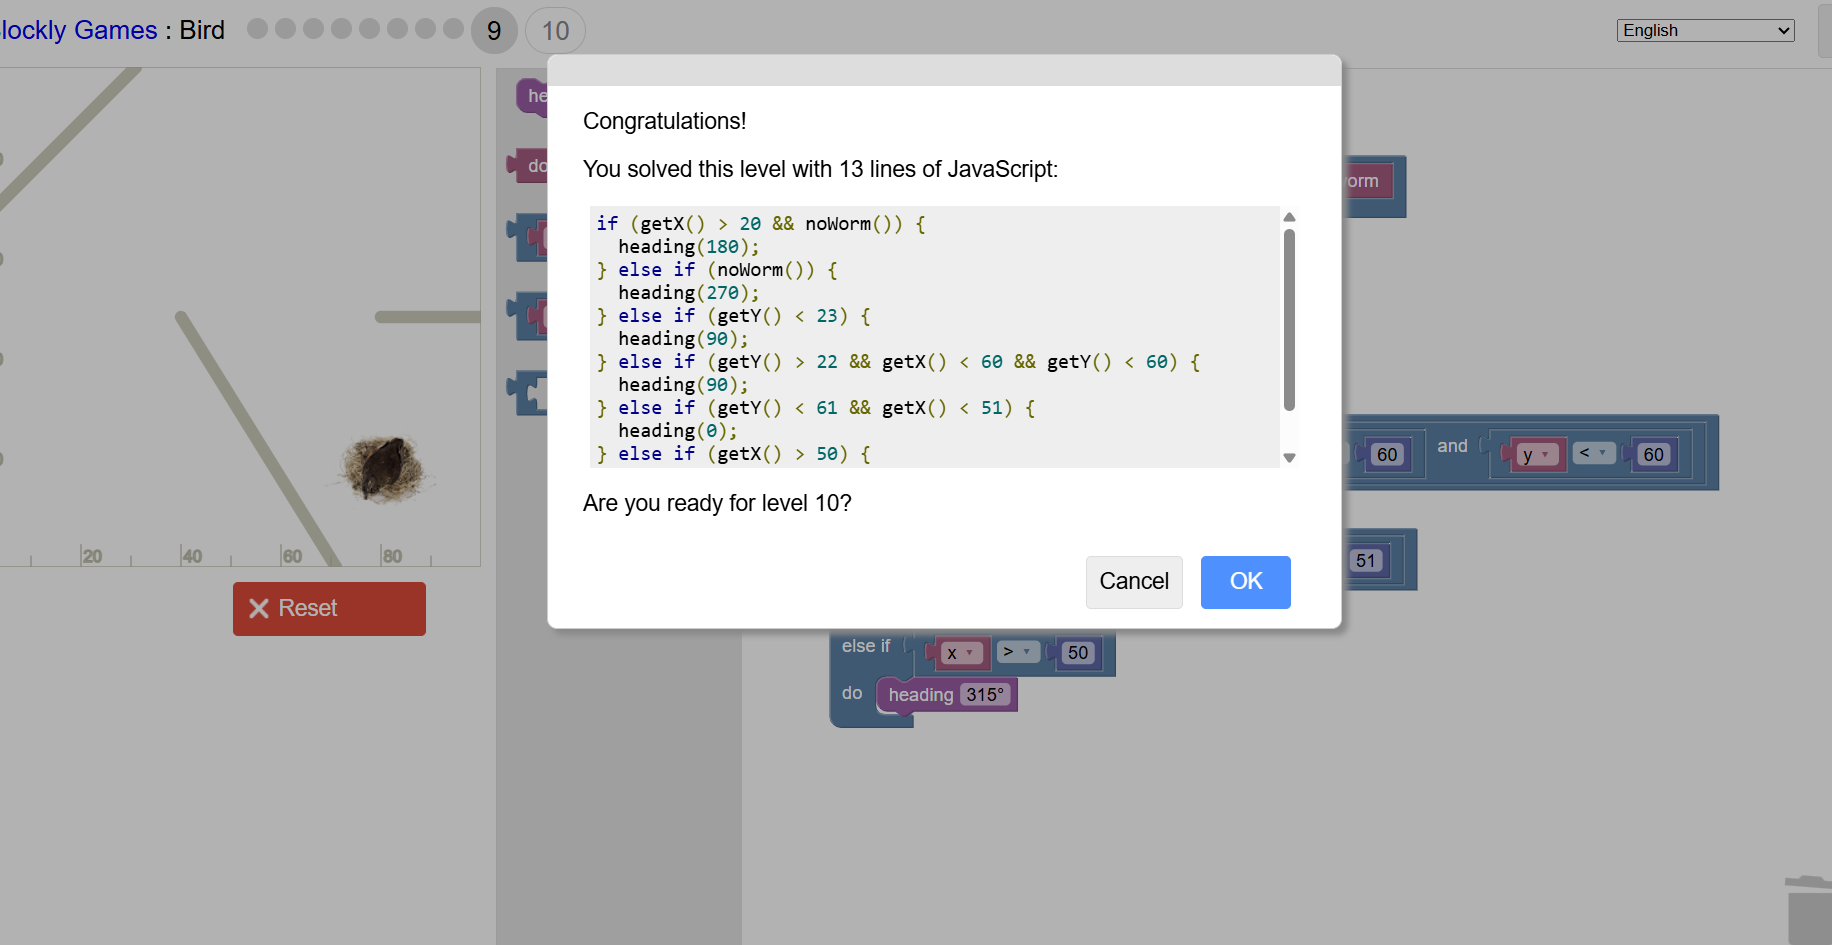 lockly Games : Bird 9 10 English
he
do
orm
Congratulations!
You solved this level with 13 lines of JavaScript:
if (getX() > 20 && noWorm()) {
  heading(180);
} else if (noWorm()) {
  heading(270);
} else if (getY() < 23) {
  heading(90);
} else if (getY() > 22 && getX() < 60 && getY() < 60) {
  heading(90);
} else if (getY() < 61 && getX() < 51) {
  heading(0);
} else if (getX() > 50) {
Are you ready for level 10?
Cancel OK
60 and y < 60
51
20 40 60 80
Reset
else if x > 50
do heading 315°